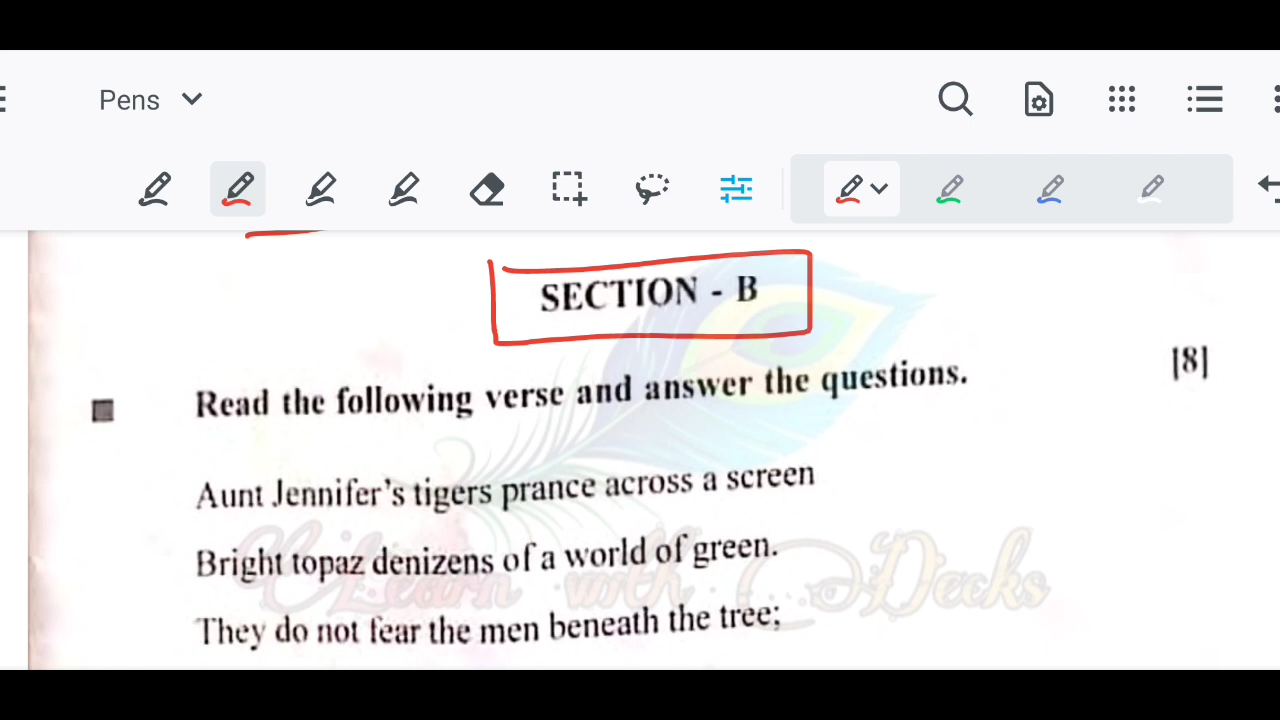 Pens
SECTION - B
Read the following verse and answer the questions. [8]
Aunt Jennifer's tigers prance across a screen
Bright topaz denizens of a world of green.
They do not fear the men beneath the tree;
Learn with Decks